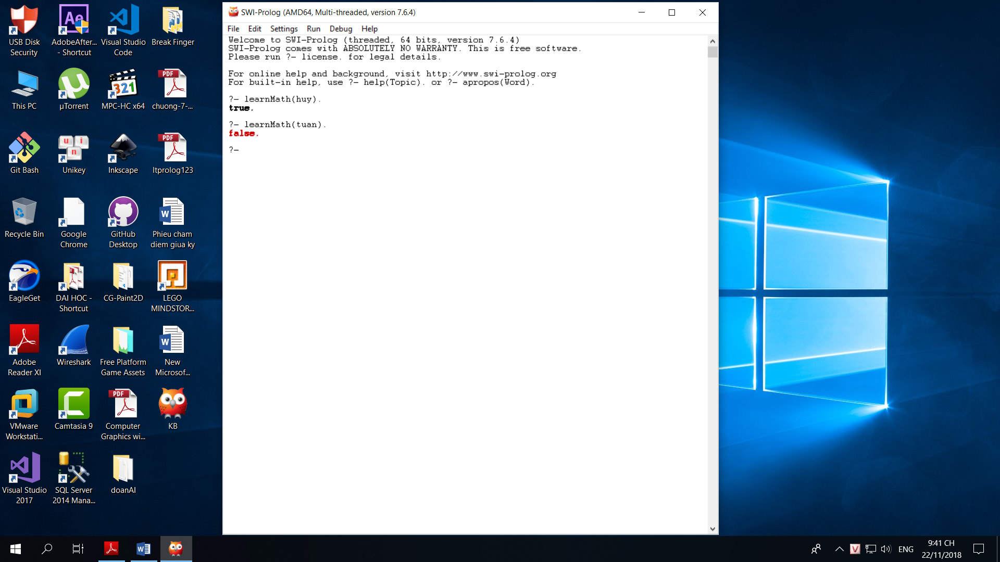 USB Disk
Security
AdobeAfter...
- Shortcut
Visual Studio
Code
Break Finger
This PC
µTorrent
MPC-HC x64
chuong-7-...
Git Bash
Unikey
Inkscape
ltprolog123
Recycle Bin
Google
Chrome
GitHub
Desktop
Phieu cham
diem giua ky
EagleGet
DAI HOC -
Shortcut
CG-Paint2D
LEGO
MINDSTOR...
Adobe
Reader XI
Wireshark
Free Platform
Game Assets
New
Microsof...
VMware
Workstati...
Camtasia 9
Computer
Graphics wi...
KB
Visual Studio
2017
SQL Server
2014 Mana...
doanAI
SWI-Prolog (AMD64, Multi-threaded, version 7.6.4)
File Edit Settings Run Debug Help
Welcome to SWI-Prolog (threaded, 64 bits, version 7.6.4)
SWI-Prolog comes with ABSOLUTELY NO WARRANTY. This is free software.
Please run ?- license. for legal details.
For online help and background, visit http://www.swi-prolog.org
For built-in help, use ?- help(Topic). or ?- apropos(Word).
?- learnMath(huy).
true.
?- learnMath(tuan).
false.
?-
ENG
9:41 CH
22/11/2018